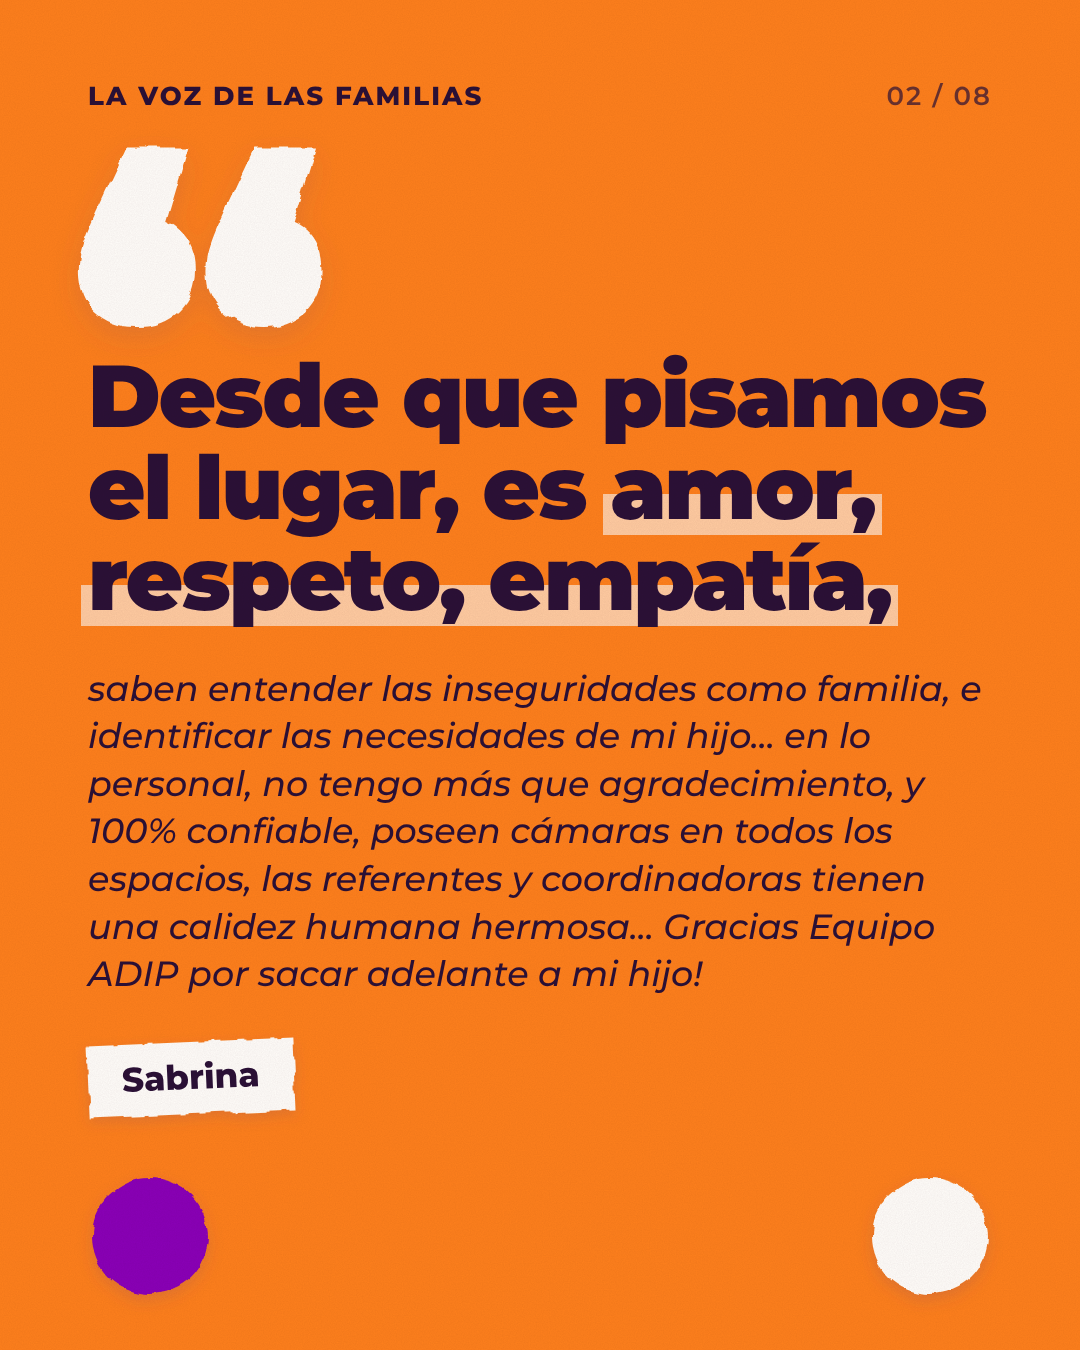 LA VOZ DE LAS FAMILIAS
02 / 08
“
Desde que pisamos
el lugar, es amor,
respeto, empatía,
saben entender las inseguridades como familia, e
identificar las necesidades de mi hijo... en lo
personal, no tengo más que agradecimiento, y
100% confiable, poseen cámaras en todos los
espacios, las referentes y coordinadoras tienen
una calidez humana hermosa... Gracias Equipo
ADIP por sacar adelante a mi hijo!
Sabrina